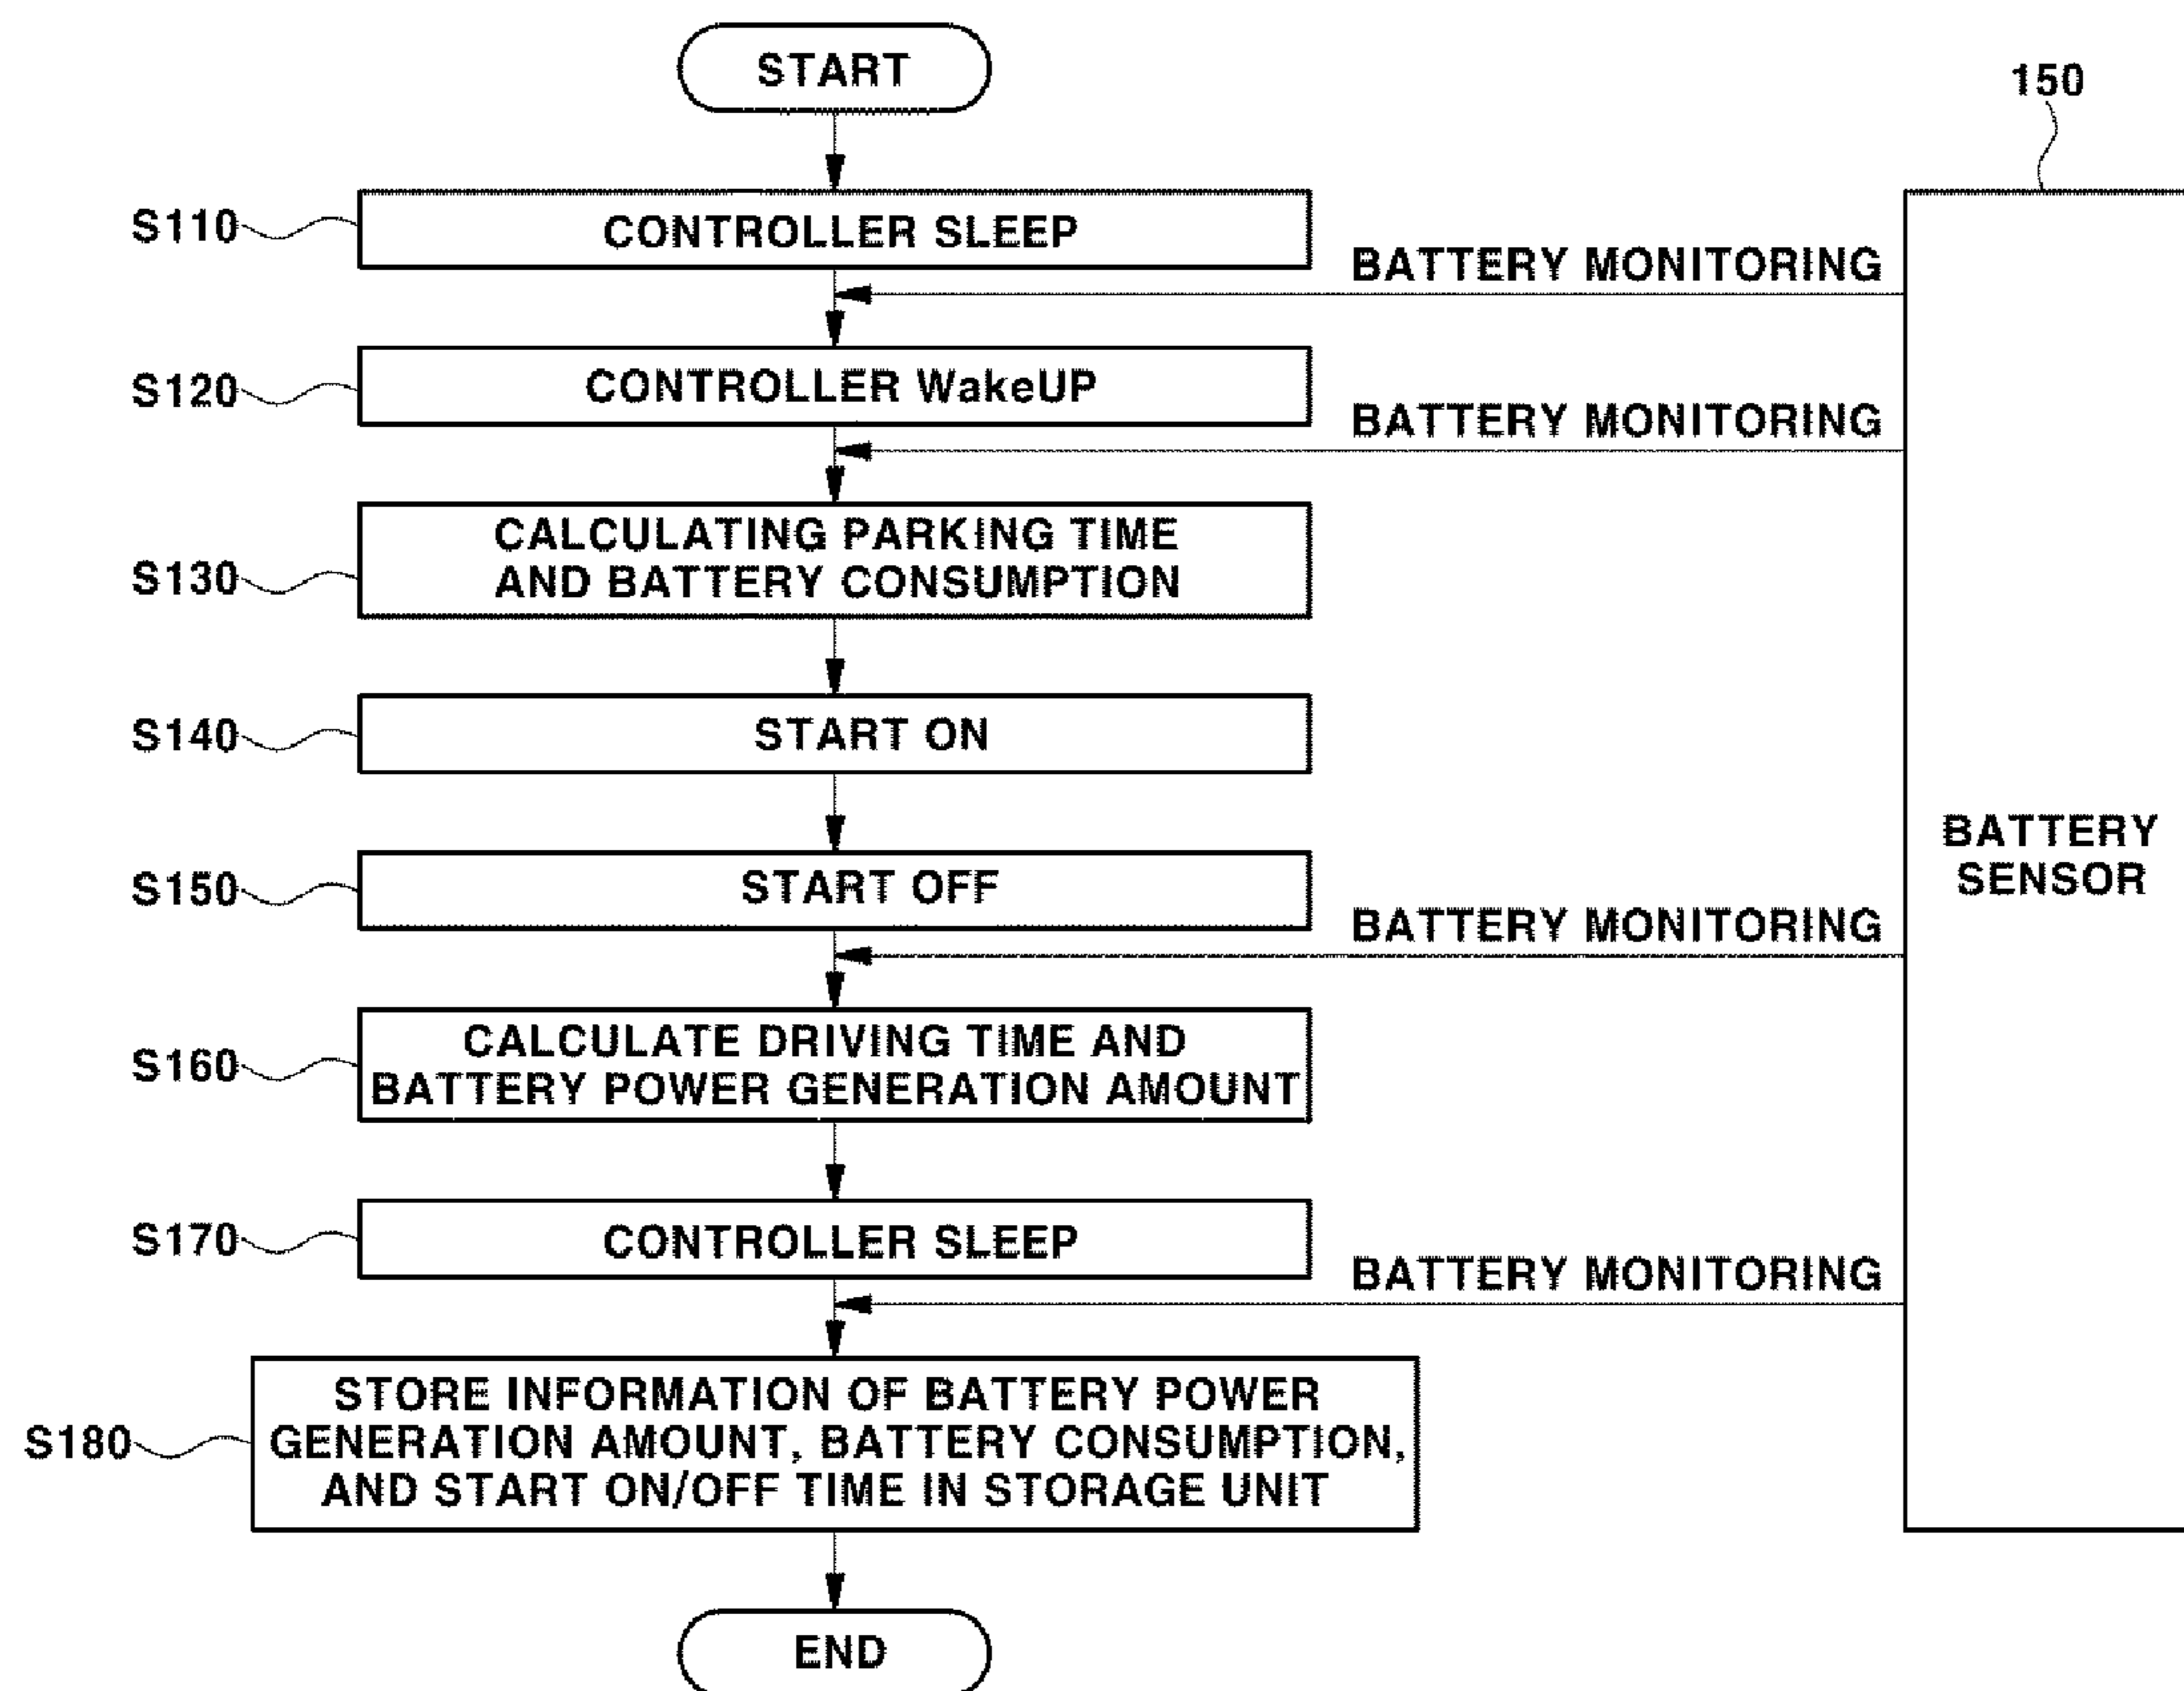 START
150
S110
CONTROLLER SLEEP
BATTERY MONITORING
S120
CONTROLLER WakeUP
BATTERY MONITORING
S130
CALCULATING PARKING TIME
AND BATTERY CONSUMPTION
S140
START ON
BATTERY
SENSOR
S150
START OFF
BATTERY MONITORING
S160
CALCULATE DRIVING TIME AND
BATTERY POWER GENERATION AMOUNT
S170
CONTROLLER SLEEP
BATTERY MONITORING
S180
STORE INFORMATION OF BATTERY POWER
GENERATION AMOUNT, BATTERY CONSUMPTION,
AND START ON/OFF TIME IN STORAGE UNIT
END